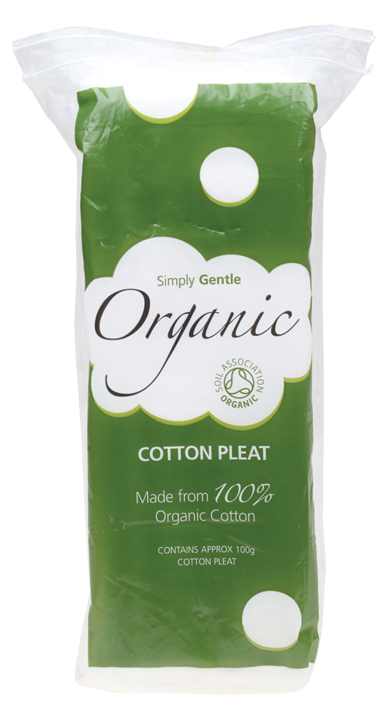 Simply Gentle
Organic
SOIL ASSOCIATION
ORGANIC
COTTON PLEAT
Made from 100%
Organic Cotton
CONTAINS APPROX 100g
COTTON PLEAT